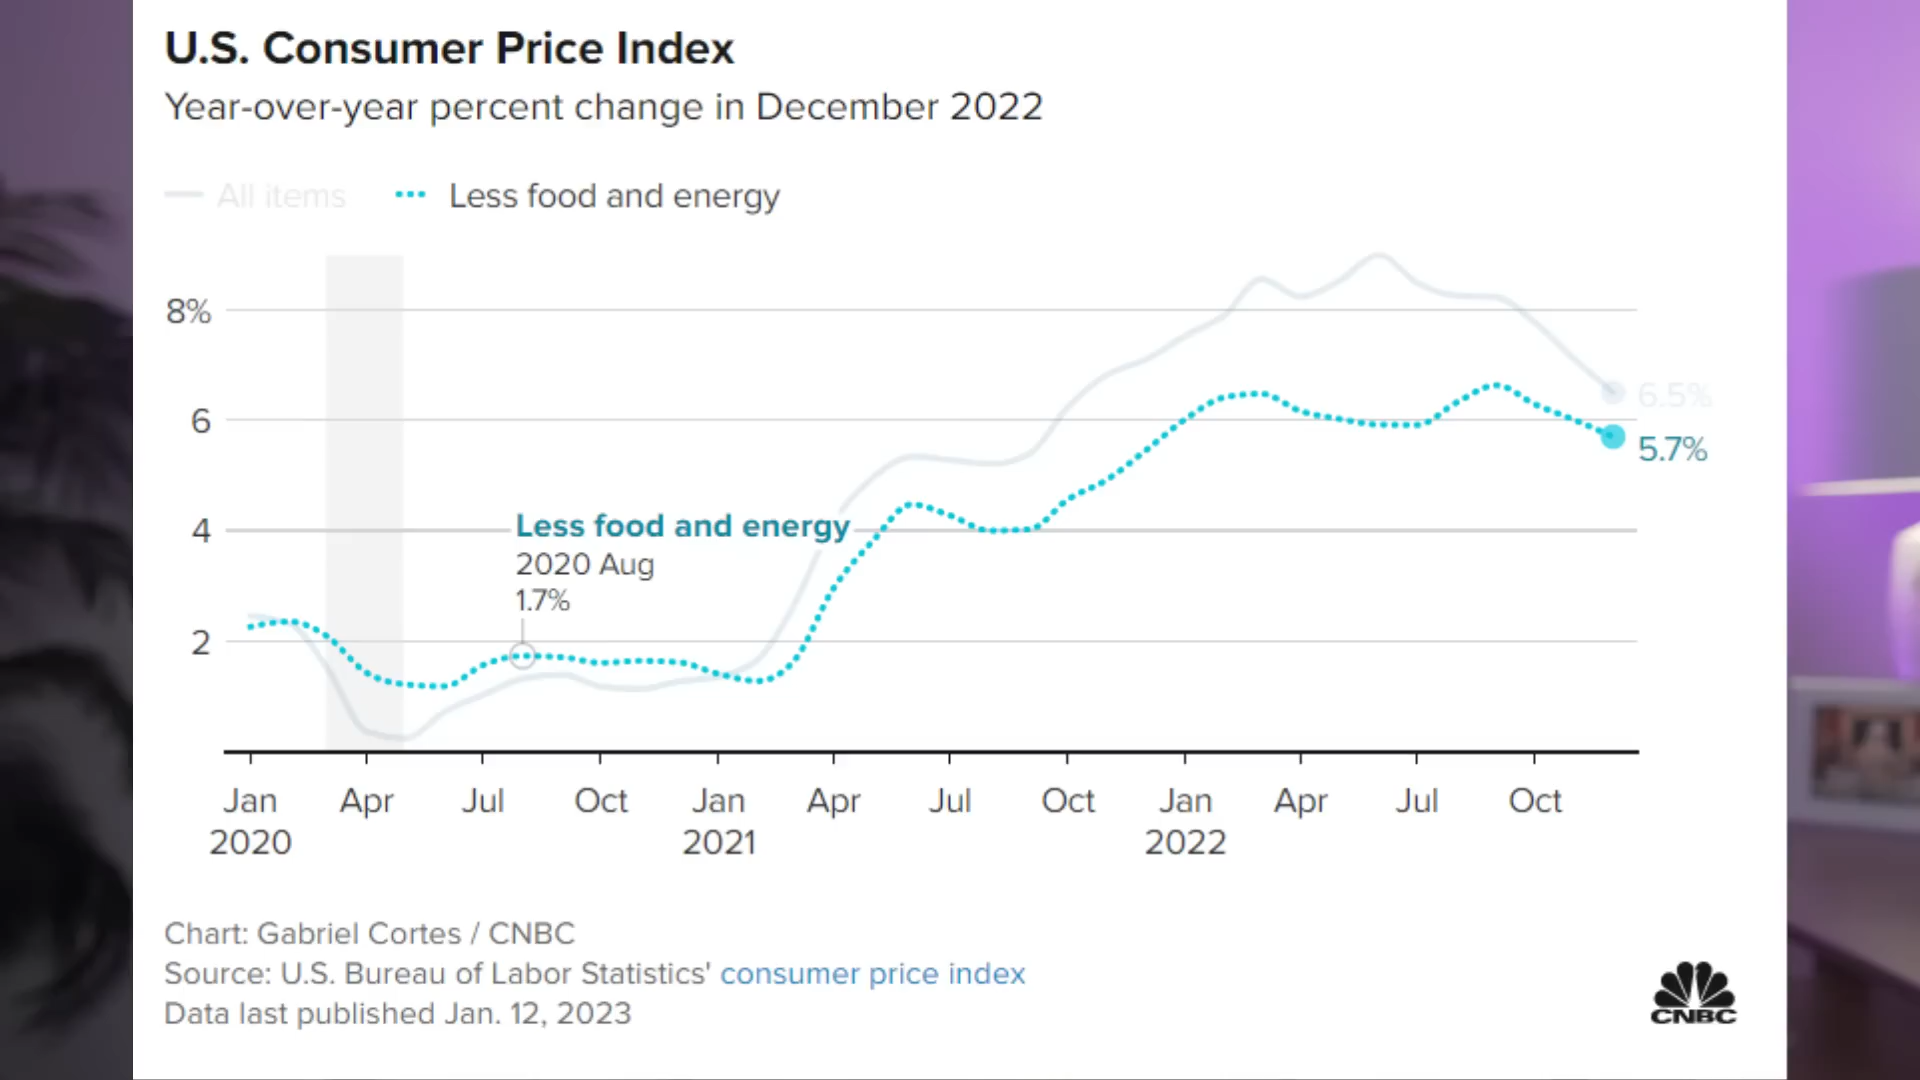 U.S. Consumer Price Index
Year-over-year percent change in December 2022
All items Less food and energy
8%
6.5%
6
5.7%
4
Less food and energy
2020 Aug
1.7%
2
Jan Apr Jul Oct Jan Apr Jul Oct Jan Apr Jul Oct
2020 2021 2022
Chart: Gabriel Cortes / CNBC
Source: U.S. Bureau of Labor Statistics' consumer price index
Data last published Jan. 12, 2023
CNBC